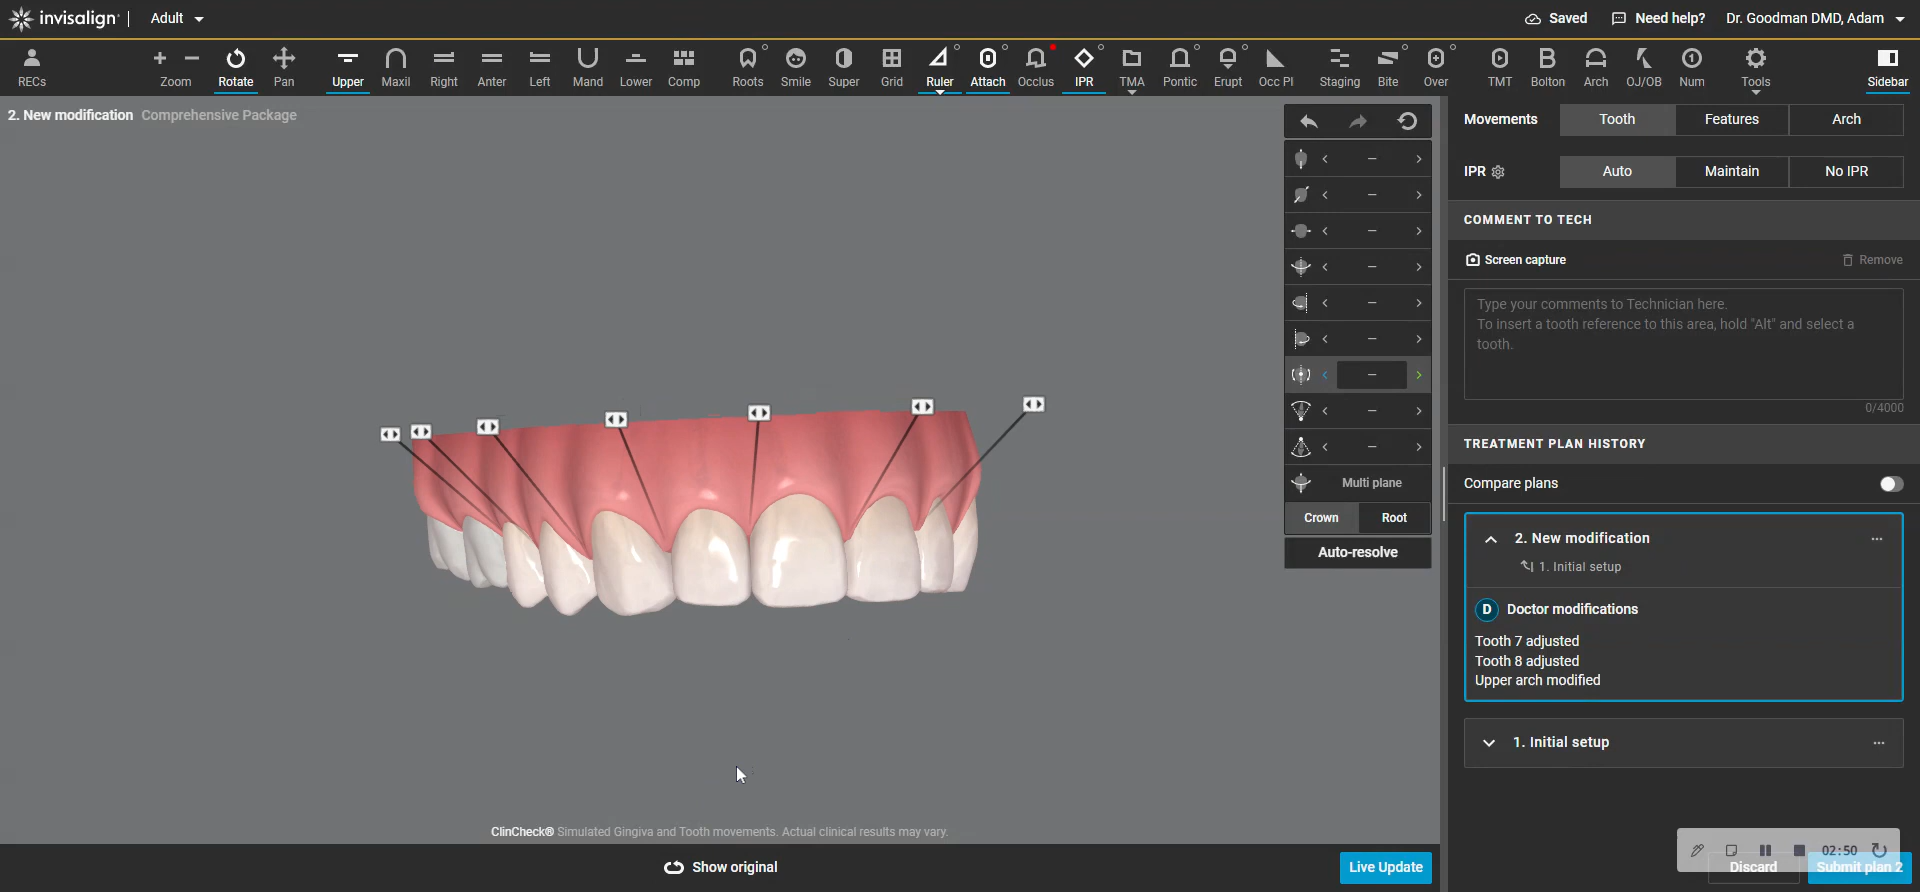 invisalign | Adult
Saved
Need help?
Dr. Goodman DMD, Adam
RECs
Zoom
Rotate
Pan
Upper
Maxil
Right
Anter
Left
Mand
Lower
Comp
Roots
Smile
Super
Grid
Ruler
Attach
Occlus
IPR
TMA
Pontic
Erupt
Occ Pl
Staging
Bite
Over
TMT
Bolton
Arch
OJ/OB
Num
Tools
Sidebar
2. New modification Comprehensive Package
Movements
Tooth
Features
Arch
IPR
Auto
Maintain
No IPR
COMMENT TO TECH
Screen capture
Remove
Type your comments to Technician here.
To insert a tooth reference to this area, hold "Alt" and select a
tooth.
0/4000
TREATMENT PLAN HISTORY
Compare plans
Multi plane
Crown
Root
Auto-resolve
2. New modification
1. Initial setup
D Doctor modifications
Tooth 7 adjusted
Tooth 8 adjusted
Upper arch modified
1. Initial setup
ClinCheck® Simulated Gingiva and Tooth movements. Actual clinical results may vary.
Show original
Live Update
02:50
Discard
Submit plan 2